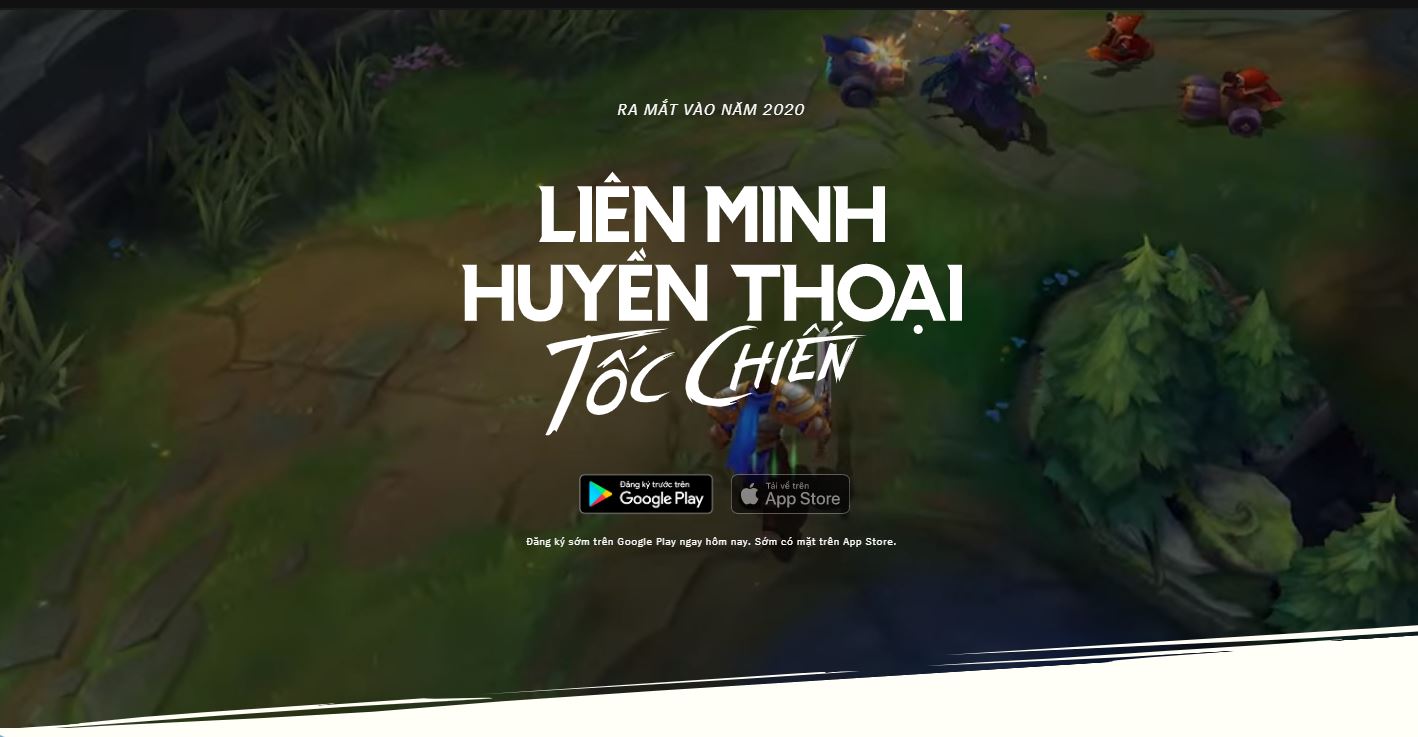 RA MẮT VÀO NĂM 2020
LIÊN MINH
HUYỀN THOẠI
TỐC CHIẾN
Đăng ký trước trên
Google Play
Tải về trên
App Store
Đăng ký sớm trên Google Play ngay hôm nay. Sớm có mặt trên App Store.